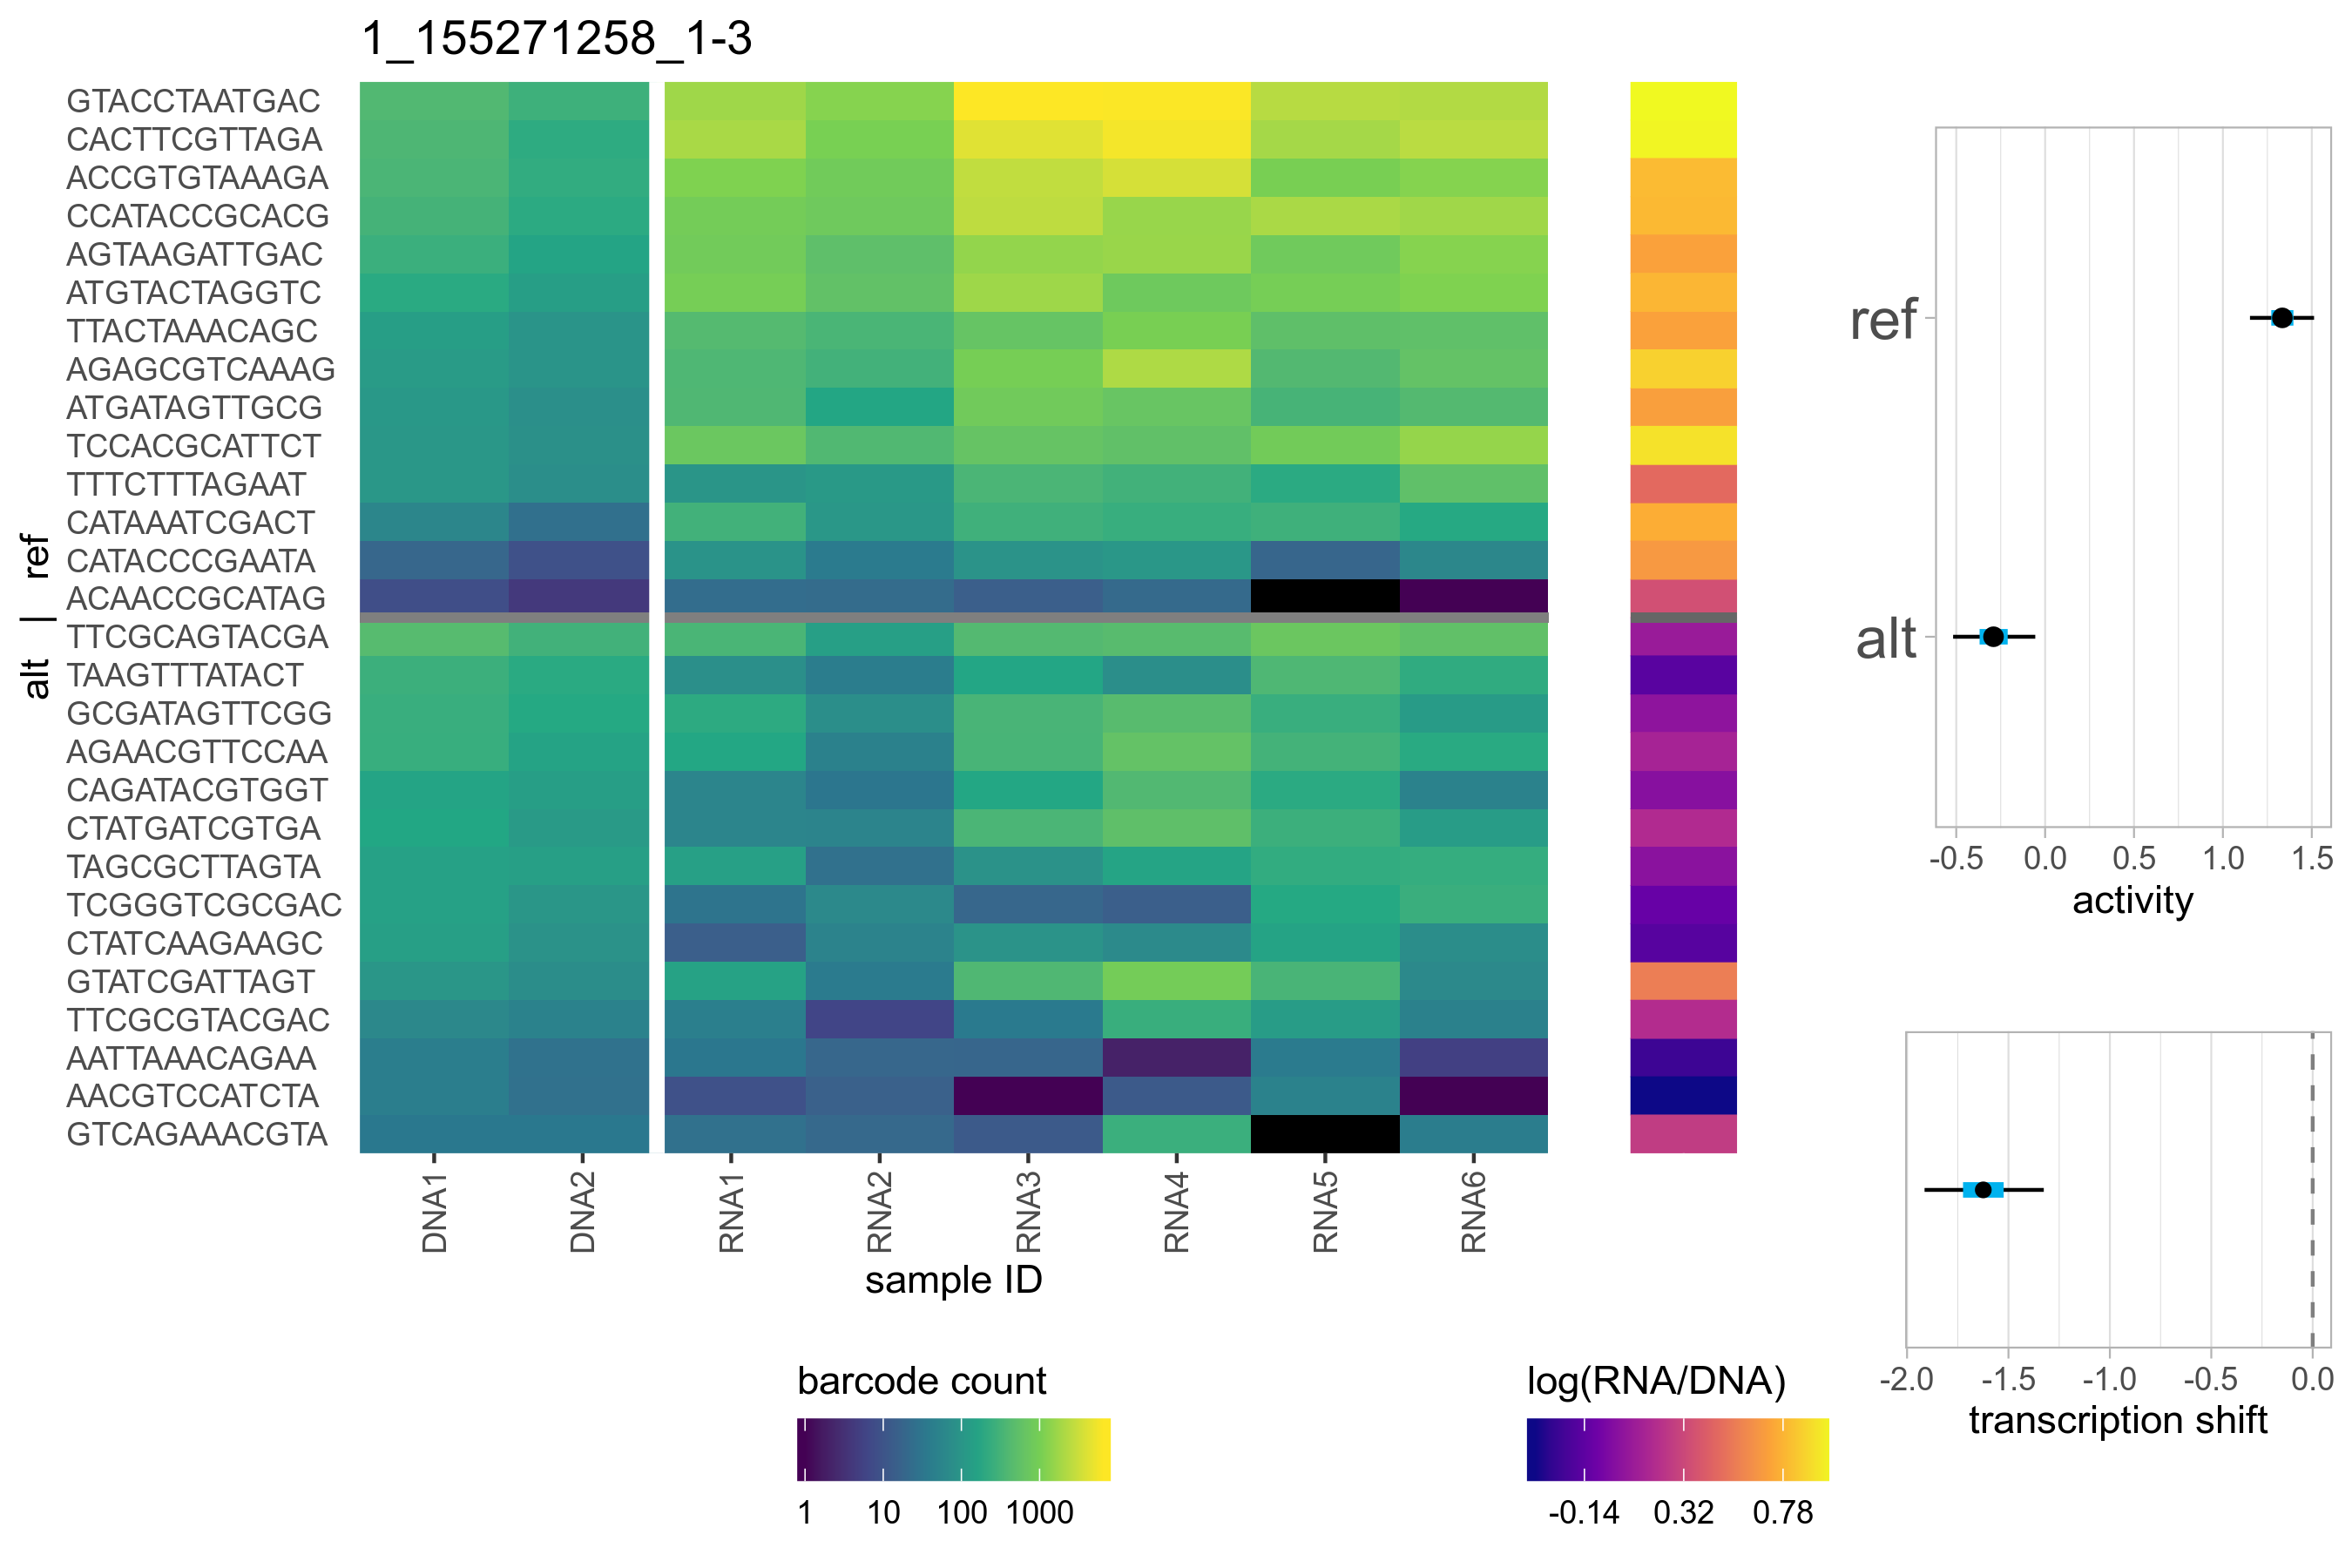 1_155271258_1-3
GTACCTAATGAC
CACTTCGTTAGA
ACCGTGTAAAGA
CCATACCGCACG
AGTAAGATTGAC
ATGTACTAGGTC
TTACTAAACAGC
AGAGCGTCAAAG
ATGATAGTTGCG
TCCACGCATTCT
TTTCTTTAGAAT
CATAAATCGACT
CATACCCGAATA
ACAACCGCATAG
TTCGCAGTACGA
TAAGTTTATACT
GCGATAGTTCGG
AGAACGTTCCAA
CAGATACGTGGT
CTATGATCGTGA
TAGCGCTTAGTA
TCGGGTCGCGAC
CTATCAAGAAGC
GTATCGATTAGT
TTCGCGTACGAC
AATTAAACAGAA
AACGTCCATCTA
GTCAGAAACGTA
alt | ref
DNA1 DNA2 RNA1 RNA2 RNA3 RNA4 RNA5 RNA6
sample ID
barcode count
1 10 100 1000
log(RNA/DNA)
-0.14 0.32 0.78
ref
alt
-0.5 0.0 0.5 1.0 1.5
activity
-2.0 -1.5 -1.0 -0.5 0.0
transcription shift